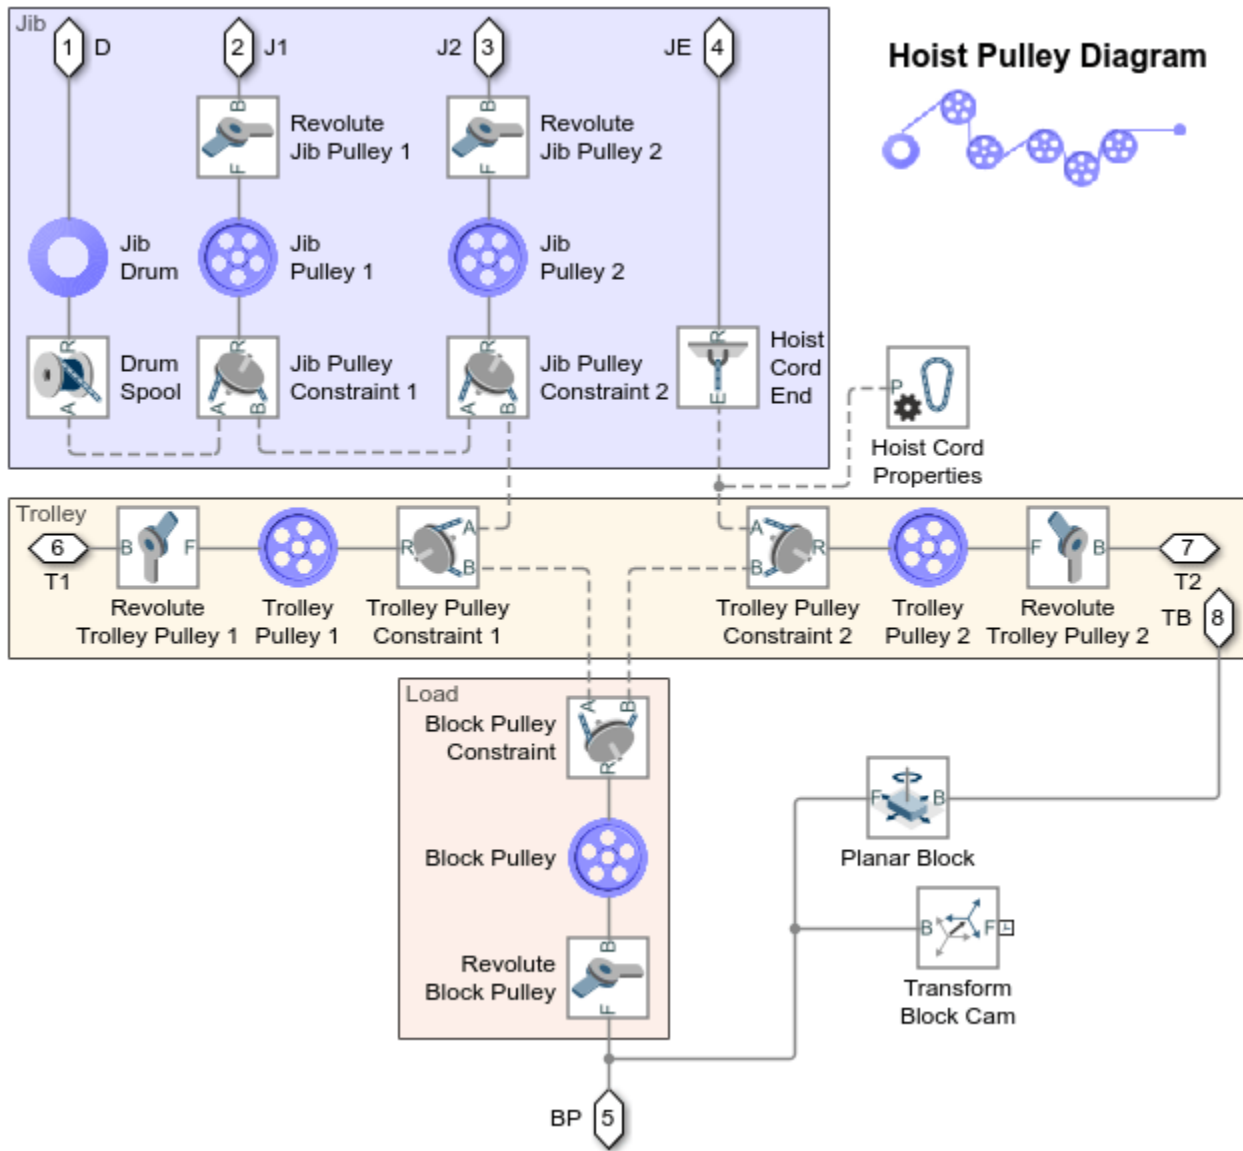 Jib
1
D
2
J1
J2
3
JE
4
Hoist Pulley Diagram
B
Revolute
Jib Pulley 1
F
B
Revolute
Jib Pulley 2
F
Jib
Drum
Jib
Pulley 1
Jib
Pulley 2
R
Drum
Spool
A
R
Jib Pulley
Constraint 1
A
B
R
Jib Pulley
Constraint 2
A
B
R
Hoist
Cord
End
E
P
Hoist Cord
Properties
Trolley
6
T1
B
F
Revolute
Trolley Pulley 1
Trolley
Pulley 1
R
A
B
Trolley Pulley
Constraint 1
A
B
R
Trolley Pulley
Constraint 2
Trolley
Pulley 2
F
B
Revolute
Trolley Pulley 2
7
T2
TB
8
Load
A
B
Block Pulley
Constraint
R
Block Pulley
B
Revolute
Block Pulley
F
F
B
Planar Block
B
F
Transform
Block Cam
BP
5